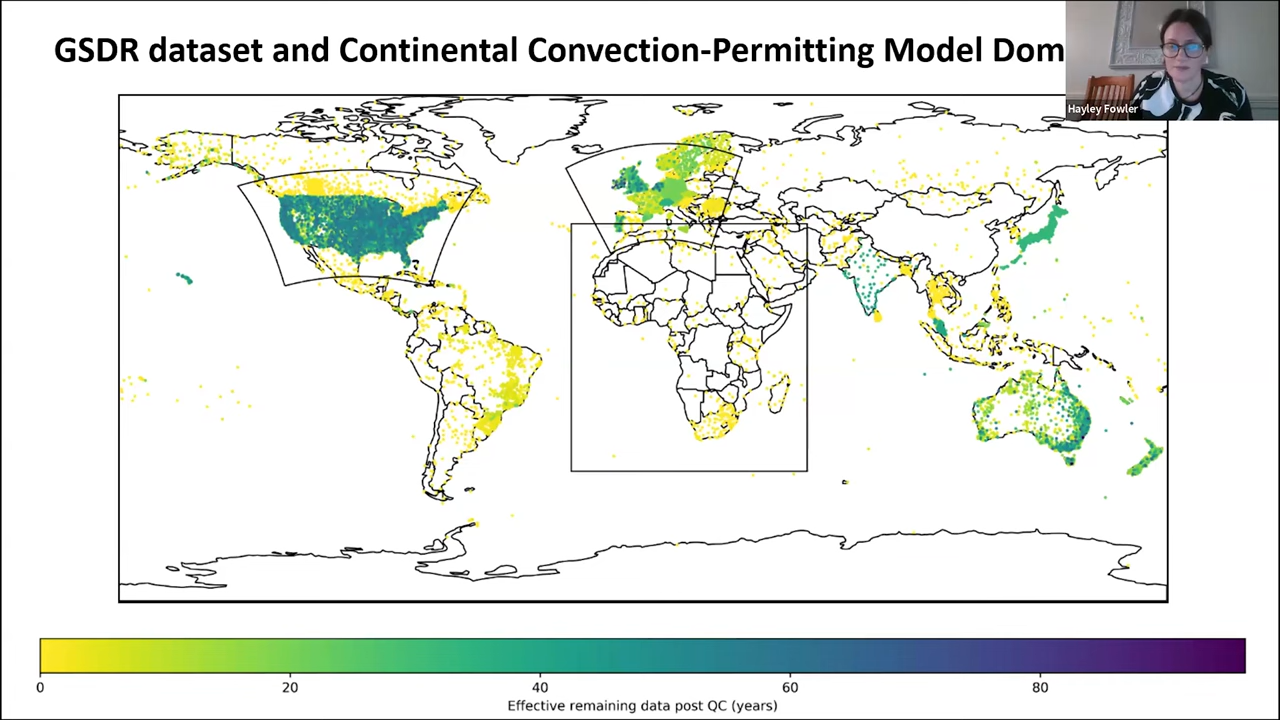 GSDR dataset and Continental Convection-Permitting Model Dom
Hayley Fowler
0 20 40 60 80
Effective remaining data post QC (years)